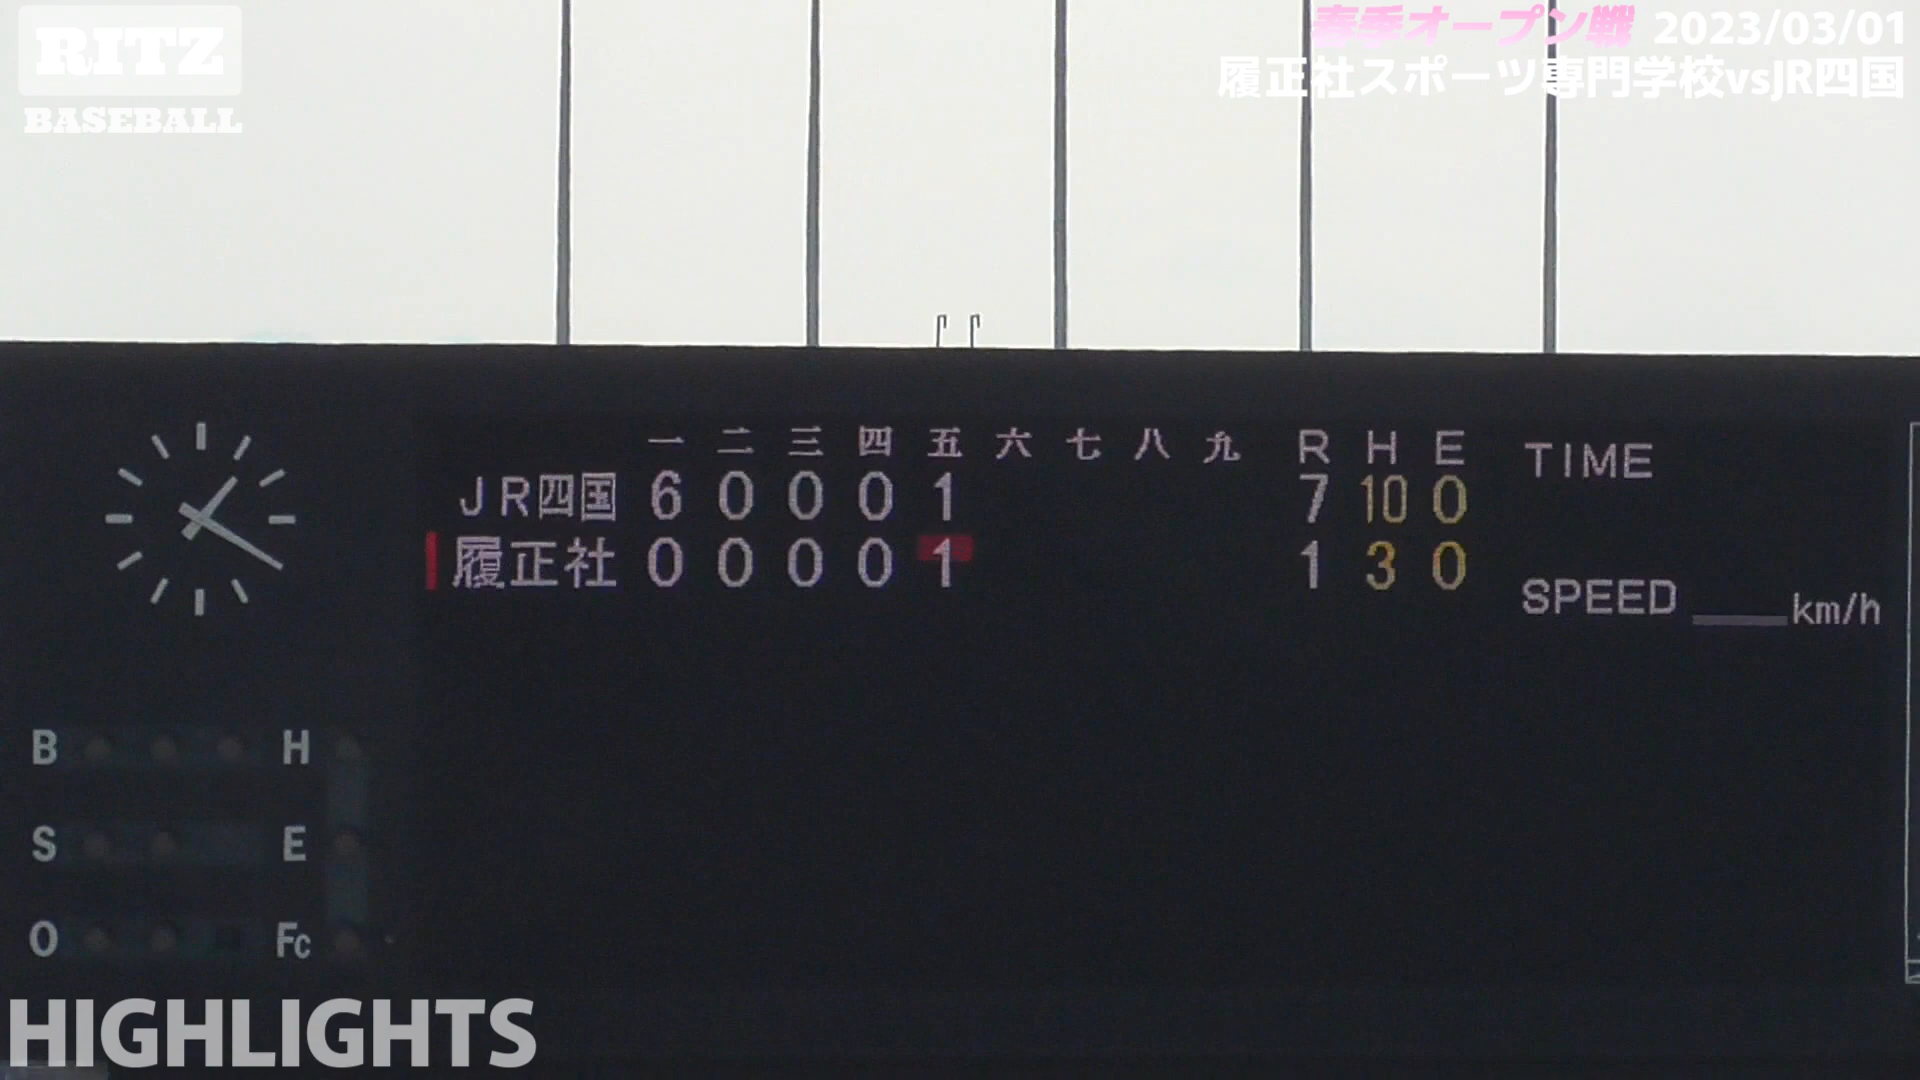 RITZ
BASEBALL
春季オープン戦 2023/03/01
履正社スポーツ専門学校vsJR四国
一 二 三 四 五 六 七 八 九 R H E
JR四国 6 0 0 0 1 7 10 0
履正社 0 0 0 0 1 1 3 0
TIME
SPEED km/h
B H
S E
O Fc
HIGHLIGHTS